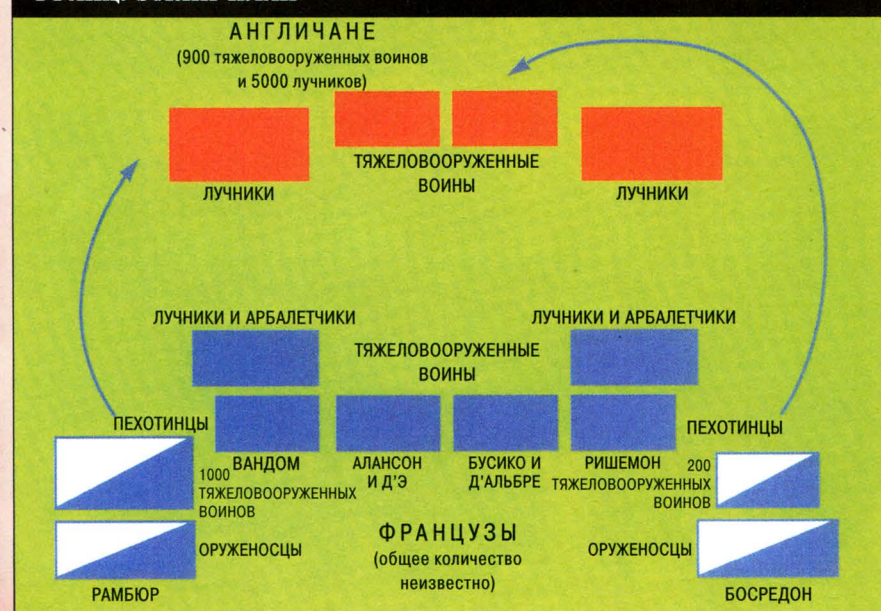 АНГЛИЧАНЕ
(900 тяжеловооруженных воинов
и 5000 лучников)
ТЯЖЕЛОВООРУЖЕННЫЕ
ВОИНЫ
ЛУЧНИКИ
ЛУЧНИКИ
ЛУЧНИКИ И АРБАЛЕТЧИКИ
ЛУЧНИКИ И АРБАЛЕТЧИКИ
ТЯЖЕЛОВООРУЖЕННЫЕ
ВОИНЫ
ПЕХОТИНЦЫ
ПЕХОТИНЦЫ
ВАНДОМ
АЛАНСОН
И Д'Э
БУСИКО И
Д'АЛЬБРЕ
РИШЕМОН
1000
ТЯЖЕЛОВООРУЖЕННЫХ
ВОИНОВ
200
ТЯЖЕЛОВООРУЖЕННЫХ
ВОИНОВ
ФРАНЦУЗЫ
(общее количество
неизвестно)
ОРУЖЕНОСЦЫ
ОРУЖЕНОСЦЫ
РАМБЮР
БОСРЕДОН